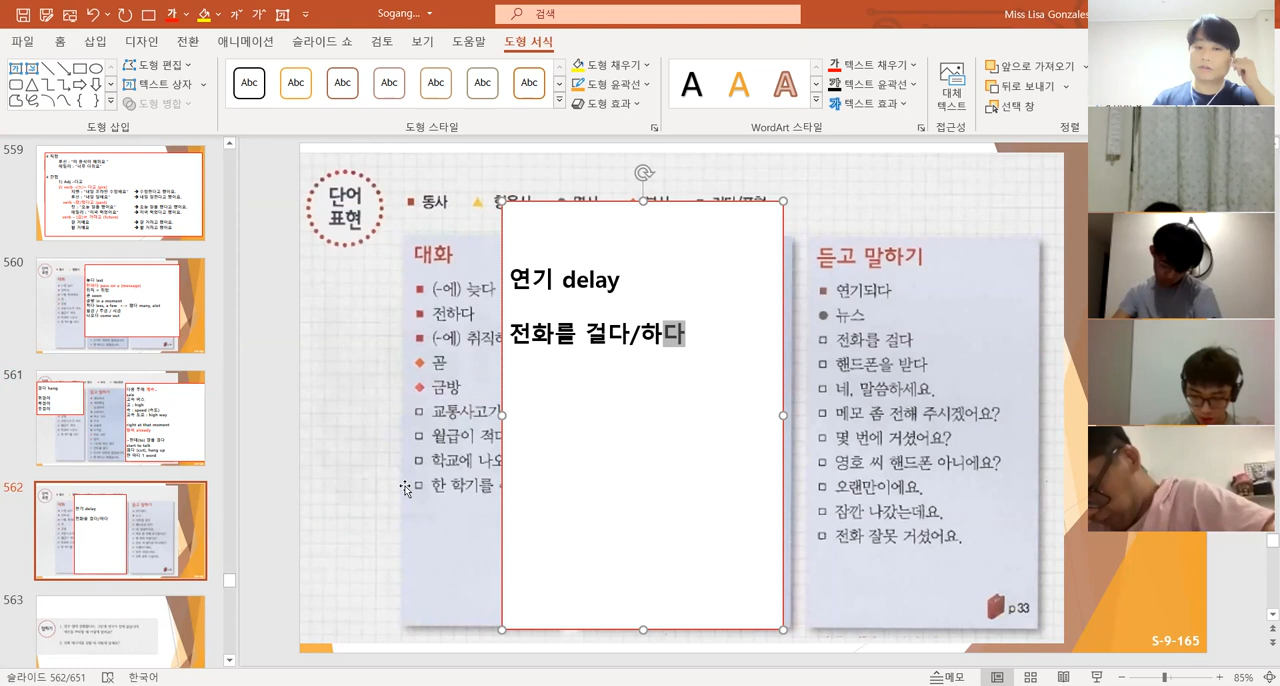 Sogang...
검색
Miss Lisa Gonzales
파일 홈 삽입 디자인 전환 애니메이션 슬라이드 쇼 검토 보기 도움말 도형 서식
도형 편집
텍스트 상자
도형 병합
도형 삽입
Abc Abc Abc Abc Abc Abc Abc
도형 채우기
도형 윤곽선
도형 효과
도형 스타일
A A A
텍스트 채우기
텍스트 윤곽선
텍스트 효과
WordArt 스타일
대체
텍스트
접근성
앞으로 가져오기
뒤로 보내기
선택 창
정렬
559
560
561
562
563
단어
표현
동사
대화
(-에) 늦다
전하다
(-에) 취직하
곧
금방
교통사고가
월급이 적다
학교에 나오
한 학기를
연기 delay
전화를 걸다/하다
듣고 말하기
연기되다
뉴스
전화를 걸다
핸드폰을 받다
네, 말씀하세요.
메모 좀 전해 주시겠어요?
몇 번에 거셨어요?
영호 씨 핸드폰 아니에요?
오랜만이에요.
잠깐 나갔는데요.
전화 잘못 거셨어요.
p.33
S-9-165
슬라이드 562/651
한국어
메모
85%